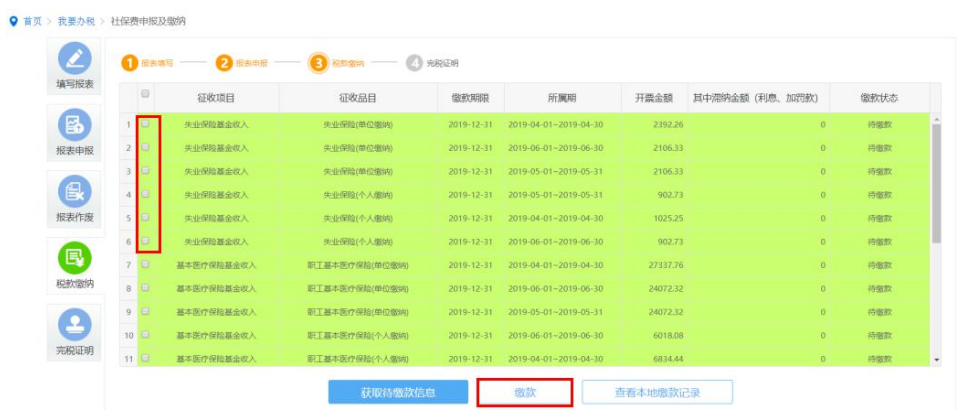 首页 > 我要办税 > 社保费申报及缴纳
填写报表
报表申报
报表作废
税款缴纳
完税证明
1 报表填写 2 报表申报 3 税款缴纳 4 完税证明
征收项目 征收品目 缴款期限 所属期 开票金额 其中滞纳金额（利息、加罚款） 缴款状态
1 失业保险基金收入 失业保险(单位缴纳) 2019-12-31 2019-04-01~2019-04-30 2392.26 0 待缴款
2 失业保险基金收入 失业保险(单位缴纳) 2019-12-31 2019-06-01~2019-06-30 2106.33 0 待缴款
3 失业保险基金收入 失业保险(单位缴纳) 2019-12-31 2019-05-01~2019-05-31 2106.33 0 待缴款
4 失业保险基金收入 失业保险(个人缴纳) 2019-12-31 2019-05-01~2019-05-31 902.73 0 待缴款
5 失业保险基金收入 失业保险(个人缴纳) 2019-12-31 2019-04-01~2019-04-30 1025.25 0 待缴款
6 失业保险基金收入 失业保险(个人缴纳) 2019-12-31 2019-06-01~2019-06-30 902.73 0 待缴款
7 基本医疗保险基金收入 职工基本医疗保险(单位缴纳) 2019-12-31 2019-04-01~2019-04-30 27337.76 0 待缴款
8 基本医疗保险基金收入 职工基本医疗保险(单位缴纳) 2019-12-31 2019-06-01~2019-06-30 24072.32 0 待缴款
9 基本医疗保险基金收入 职工基本医疗保险(单位缴纳) 2019-12-31 2019-05-01~2019-05-31 24072.32 0 待缴款
10 基本医疗保险基金收入 职工基本医疗保险(个人缴纳) 2019-12-31 2019-06-01~2019-06-30 6018.08 0 待缴款
11 基本医疗保险基金收入 职工基本医疗保险(个人缴纳) 2019-12-31 2019-04-01~2019-04-30 6834.44 0 待缴款
获取待缴款信息 缴款 查看本地缴款记录